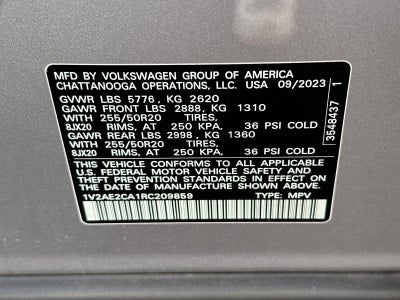 MFD. BY VOLKSWAGEN GROUP OF AMERICA
CHATTANOOGA OPERATIONS, LLC. USA 09/2023
GVWR LBS 5776, KG 2620
GAWR FRONT LBS 2888, KG 1310
WITH 255/50R20 TIRES,
8JX20 RIMS, AT 250 KPA, 36 PSI COLD
GAWR REAR LBS 2998, KG 1360
WITH 255/50R20 TIRES,
8JX20 RIMS, AT 250 KPA, 36 PSI COLD
THIS VEHICLE CONFORMS TO ALL APPLICABLE
U.S. FEDERAL MOTOR VEHICLE SAFETY
STANDARDS IN EFFECT ON THE DATE OF
MANUFACTURE SHOWN ABOVE.
1V2AE2CA1RC209859 TYPE: MPV
3548437 1